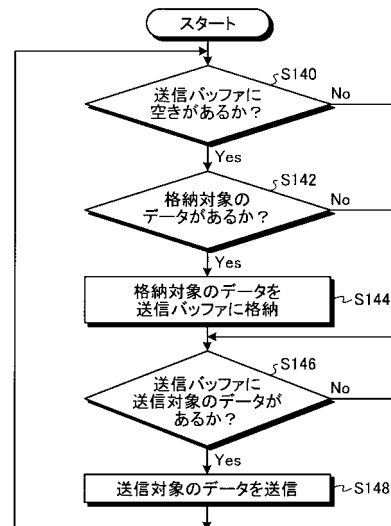 スタート
S140
送信バッファに
空きがあるか？
No
Yes
S142
格納対象の
データがあるか？
No
Yes
格納対象のデータを
送信バッファに格納
S144
S146
送信バッファに
送信対象のデータが
あるか？
No
Yes
送信対象のデータを送信
S148